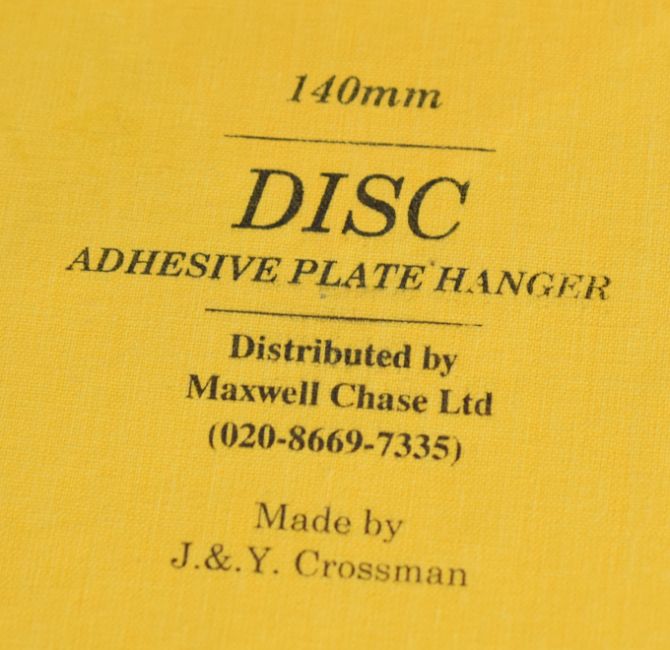 140mm
DISC
ADHESIVE PLATE HANGER
Distributed by
Maxwell Chase Ltd
(020-8669-7335)
Made by
J.&.Y. Crossman